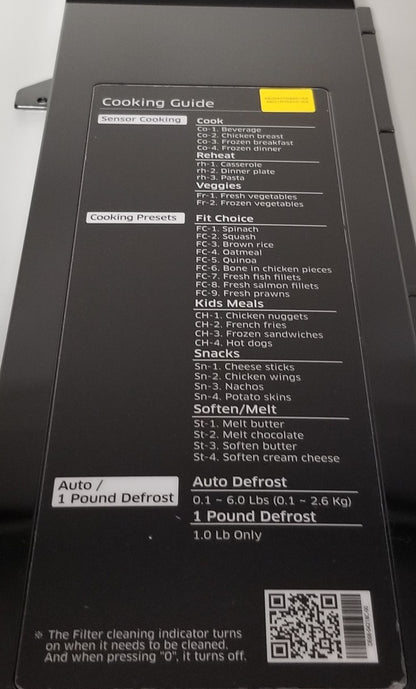 Cooking Guide
Sensor Cooking
Cook
Co-1. Beverage
Co-2. Chicken breast
Co-3. Frozen breakfast
Co-4. Frozen dinner
Reheat
rh-1. Casserole
rh-2. Dinner plate
rh-3. Pasta
Veggies
Fr-1. Fresh vegetables
Fr-2. Frozen vegetables
Cooking Presets
Fit Choice
FC-1. Spinach
FC-2. Squash
FC-3. Brown rice
FC-4. Oatmeal
FC-5. Quinoa
FC-6. Bone in chicken pieces
FC-7. Fresh fish fillets
FC-8. Fresh salmon fillets
FC-9. Fresh prawns
Kids Meals
CH-1. Chicken nuggets
CH-2. French fries
CH-3. Frozen sandwiches
CH-4. Hot dogs
Snacks
Sn-1. Cheese sticks
Sn-2. Chicken wings
Sn-3. Nachos
Sn-4. Potato skins
Soften/Melt
St-1. Melt butter
St-2. Melt chocolate
St-3. Soften butter
St-4. Soften cream cheese
Auto /
1 Pound Defrost
Auto Defrost
0.1 ~ 6.0 Lbs (0.1 ~ 2.6 Kg)
1 Pound Defrost
1.0 Lb Only
※ The Filter cleaning indicator turns
on when it needs to be cleaned.
And when pressing "0", it turns off.